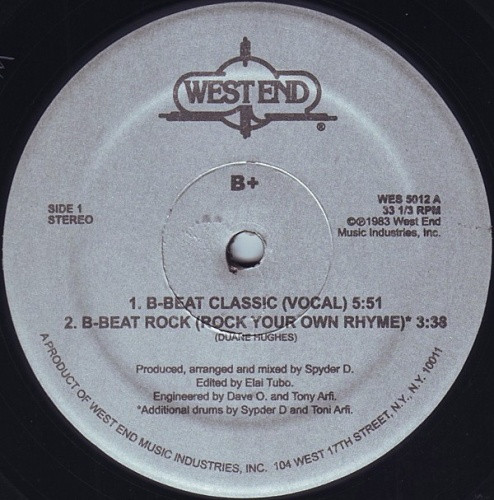 WEST END
®
B+
SIDE 1
STEREO
WES 5012 A
33 1/3 RPM
©℗1983 West End
Music Industries, Inc.
1. B-BEAT CLASSIC (VOCAL) 5:51
2. B-BEAT ROCK (ROCK YOUR OWN RHYME)* 3:38
(DUANE HUGHES)
Produced, arranged and mixed by Spyder D.
Edited by Elai Tubo.
Engineered by Dave O. and Tony Arfi.
*Additional drums by Sypder D and Toni Arfi.
A PRODUCT OF WEST END MUSIC INDUSTRIES, INC. 104 WEST 17TH STREET, N.Y., N.Y. 10011